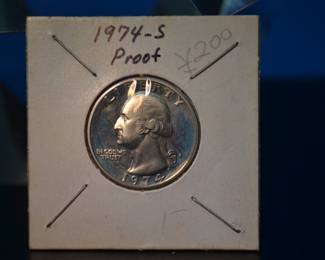 1974-S
Proof
¥200
LIBERTY
IN GOD WE
TRUST
S
1974